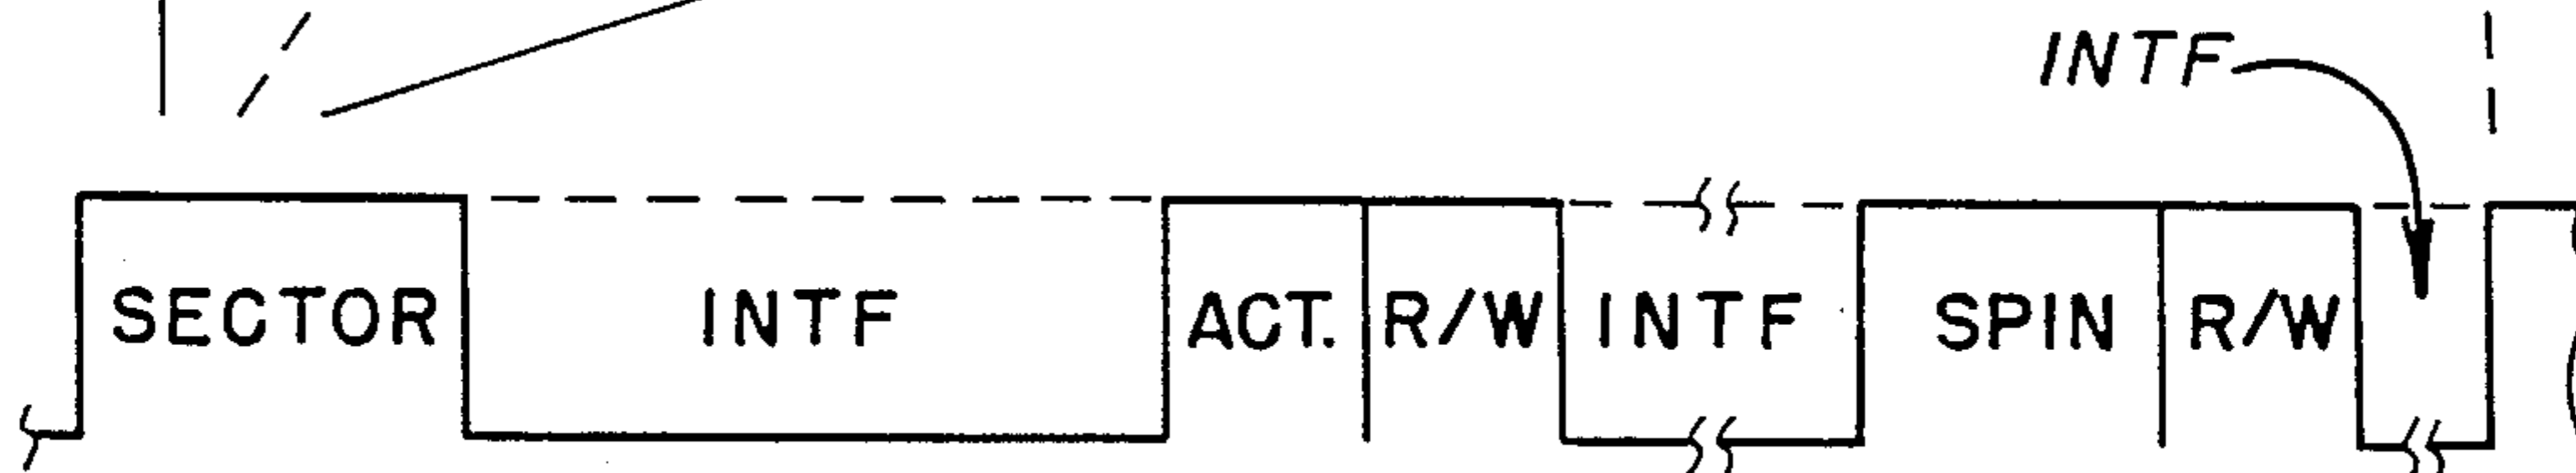 INTF
SECTOR INTF ACT. R/W INTF SPIN R/W